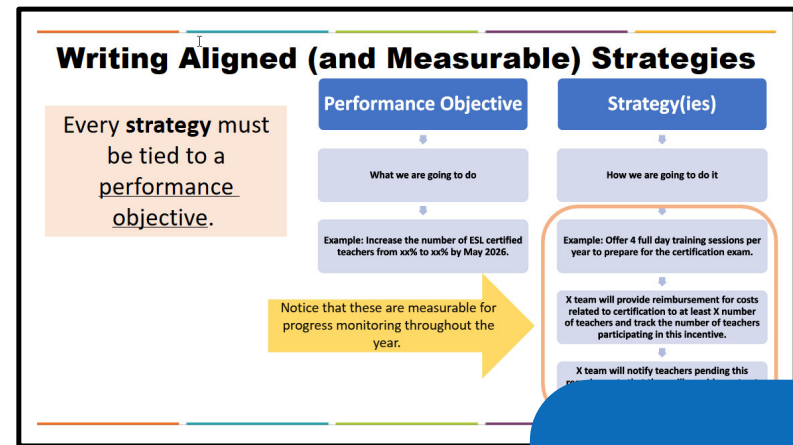 Writing Aligned (and Measurable) Strategies
Every strategy must
be tied to a
performance
objective.
Performance Objective
What we are going to do
Example: Increase the number of ESL certified
teachers from xx% to xx% by May 2026.
Strategy(ies)
How we are going to do it
Example: Offer 4 full day training sessions per
year to prepare for the certification exam.
X team will provide reimbursement for costs
related to certification to at least X number
of teachers and track the number of teachers
participating in this incentive.
X team will notify teachers pending this
Notice that these are measurable for
progress monitoring throughout the
year.